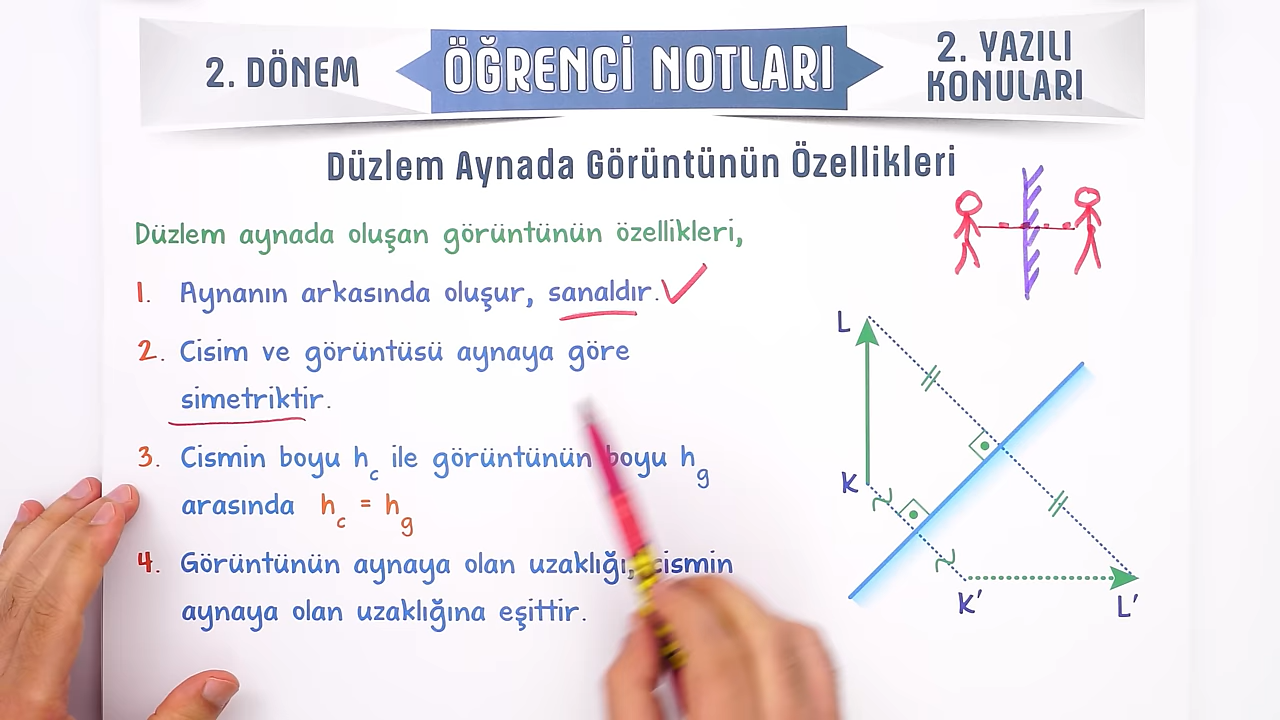 2. DÖNEM
ÖĞRENCİ NOTLARI
2. YAZILI
KONULARI
Düzlem Aynada Görüntünün Özellikleri
Düzlem aynada oluşan görüntünün özellikleri,
1. Aynanın arkasında oluşur, sanaldır.
2. Cisim ve görüntüsü aynaya göre
simetriktir.
3. Cismin boyu hc ile görüntünün boyu hg
arasında hc = hg
4. Görüntünün aynaya olan uzaklığı, cismin
aynaya olan uzaklığına eşittir.
L
K
K'
L'